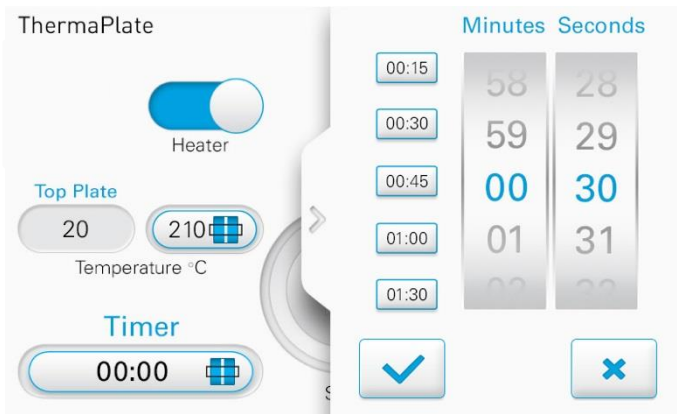 ThermaPlate
Heater
Top Plate
20
210
Temperature °C
Timer
00:00
Minutes Seconds
00:15
00:30
00:45
01:00
01:30
58 28
59 29
00 30
01 31